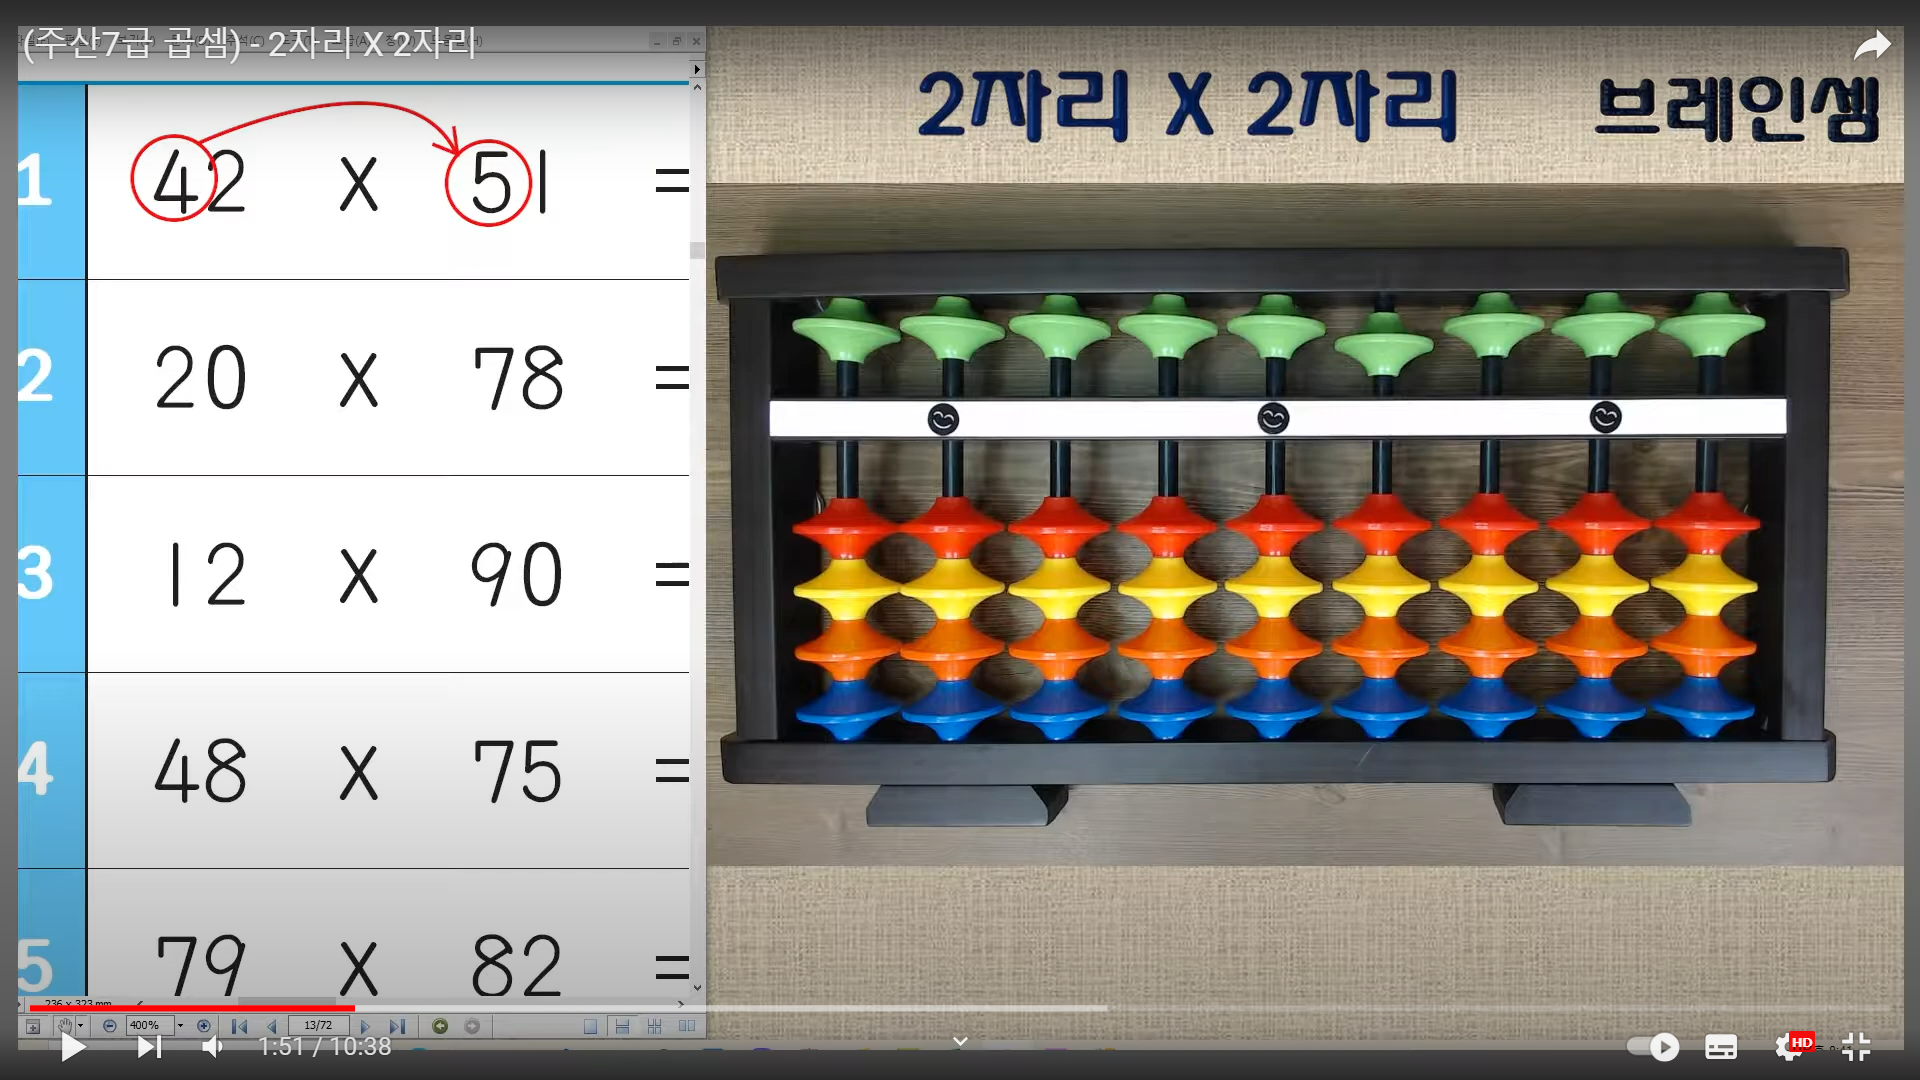 (주산7급 곱셈) - 2자리 X 2자리
2자리 X 2자리
브레인셈
1 42 X 51 =
2 20 X 78 =
3 12 X 90 =
4 48 X 75 =
5 79 X 82 =
236 x 323 mm
400%
13/72
1:51 / 10:38
HD